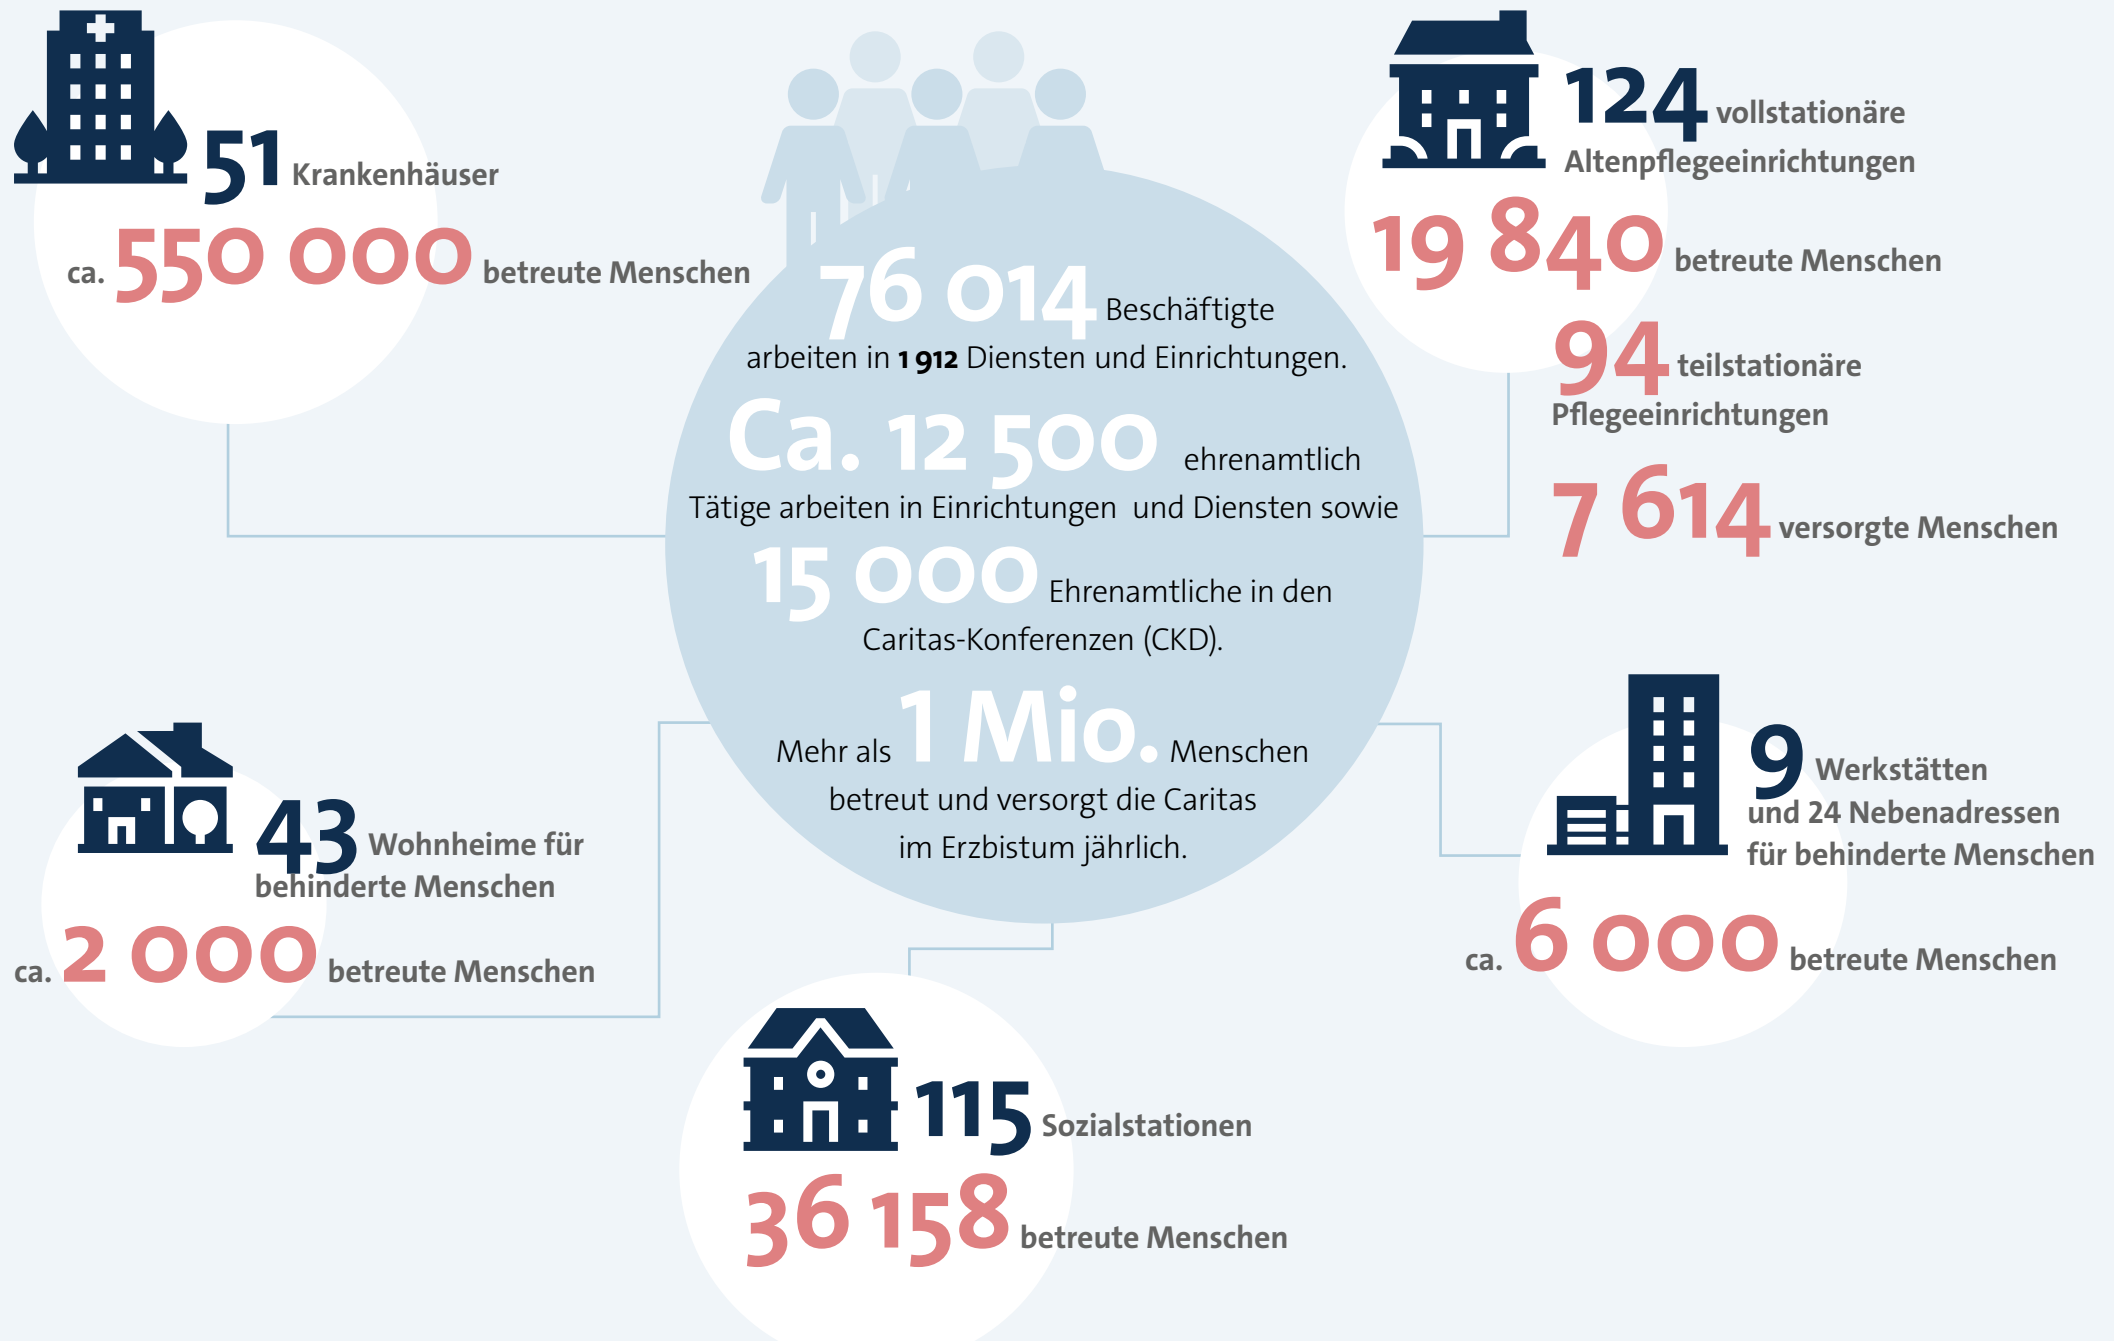 51 Krankenhäuser
ca. 550 000 betreute Menschen
76 014 Beschäftigte
arbeiten in 1 912 Diensten und Einrichtungen.
Ca. 12 500 ehrenamtlich
Tätige arbeiten in Einrichtungen und Diensten sowie
15 000 Ehrenamtliche in den
Caritas-Konferenzen (CKD).
Mehr als 1 Mio. Menschen
betreut und versorgt die Caritas
im Erzbistum jährlich.
124 vollstationäre
Altenpflegeeinrichtungen
19 840 betreute Menschen
94 teilstationäre
Pflegeeinrichtungen
7 614 versorgte Menschen
43 Wohnheime für
behinderte Menschen
ca. 2 000 betreute Menschen
9 Werkstätten
und 24 Nebenadressen
für behinderte Menschen
ca. 6 000 betreute Menschen
115 Sozialstationen
36 158 betreute Menschen